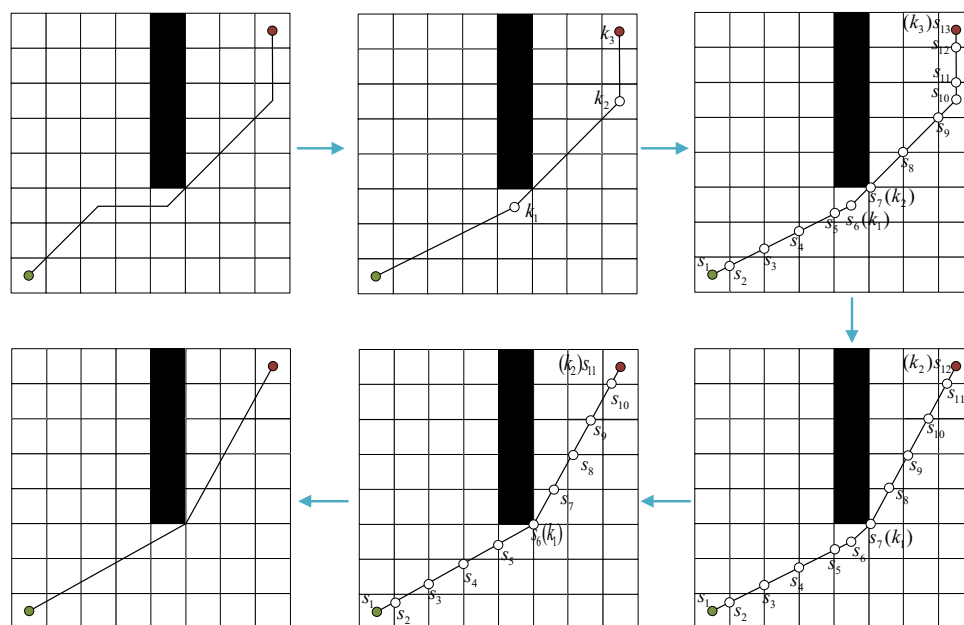 k₃
k₂
k₁
(k₃)s₁₃
s₁₂
s₁₁
s₁₀
s₉
s₈
s₇(k₂)
s₆(k₁)
s₅
s₄
s₃
s₁
s₂
(k₂)s₁₁
s₁₀
s₉
s₈
s₇
s₆(k₁)
s₅
s₄
s₃
s₁
s₂
(k₂)s₁₂
s₁₁
s₁₀
s₉
s₈
s₇(k₁)
s₆
s₅
s₄
s₃
s₁
s₂